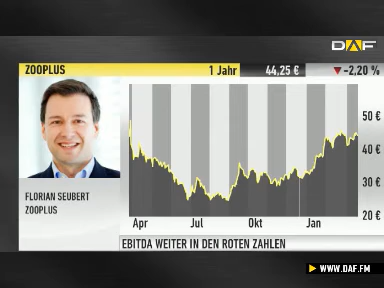 DAF
ZOOPLUS 1 Jahr 44,25 € -2,20 %
50 €
40 €
30 €
20 €
Apr Jul Okt Jan
FLORIAN SEUBERT
ZOOPLUS
EBITDA WEITER IN DEN ROTEN ZAHLEN
WWW.DAF.FM